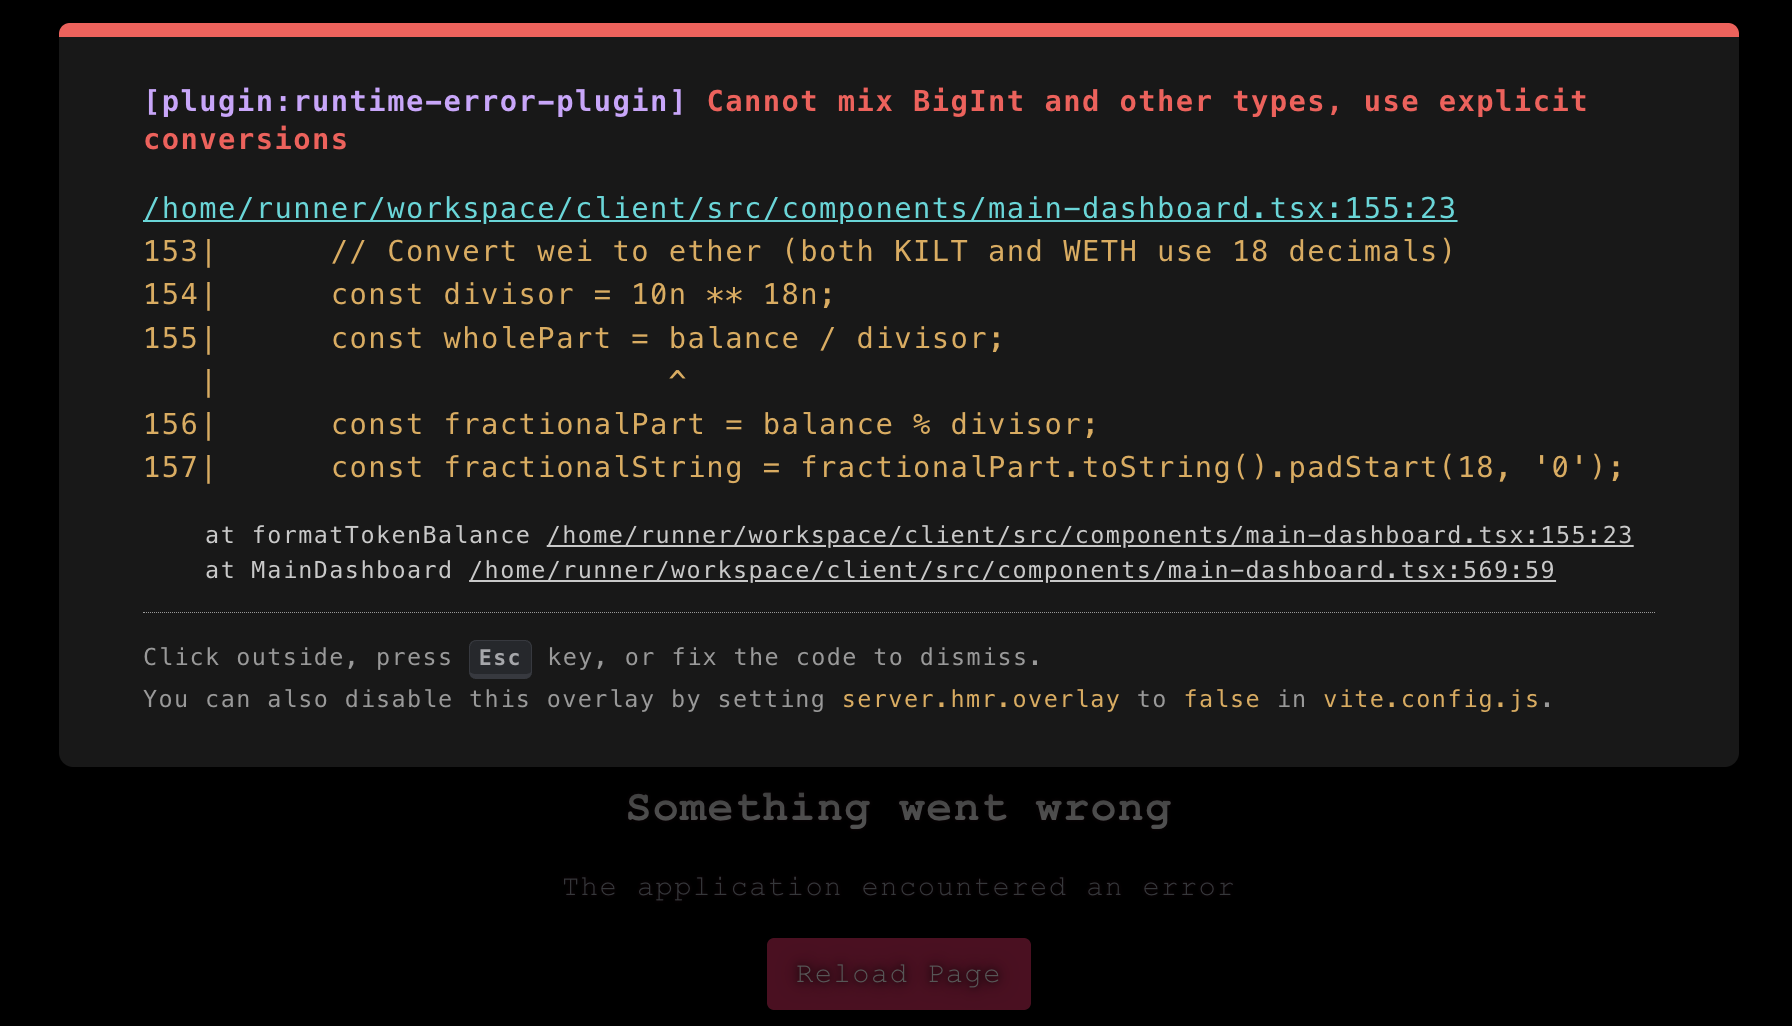 [plugin:runtime-error-plugin] Cannot mix BigInt and other types, use explicit
conversions
/home/runner/workspace/client/src/components/main-dashboard.tsx:155:23
153|      // Convert wei to ether (both KILT and WETH use 18 decimals)
154|      const divisor = 10n ** 18n;
155|      const wholePart = balance / divisor;
   |                        ^
156|      const fractionalPart = balance % divisor;
157|      const fractionalString = fractionalPart.toString().padStart(18, '0');
at formatTokenBalance /home/runner/workspace/client/src/components/main-dashboard.tsx:155:23
at MainDashboard /home/runner/workspace/client/src/components/main-dashboard.tsx:569:59
Click outside, press Esc key, or fix the code to dismiss.
You can also disable this overlay by setting server.hmr.overlay to false in vite.config.js.
Something went wrong
The application encountered an error
Reload Page